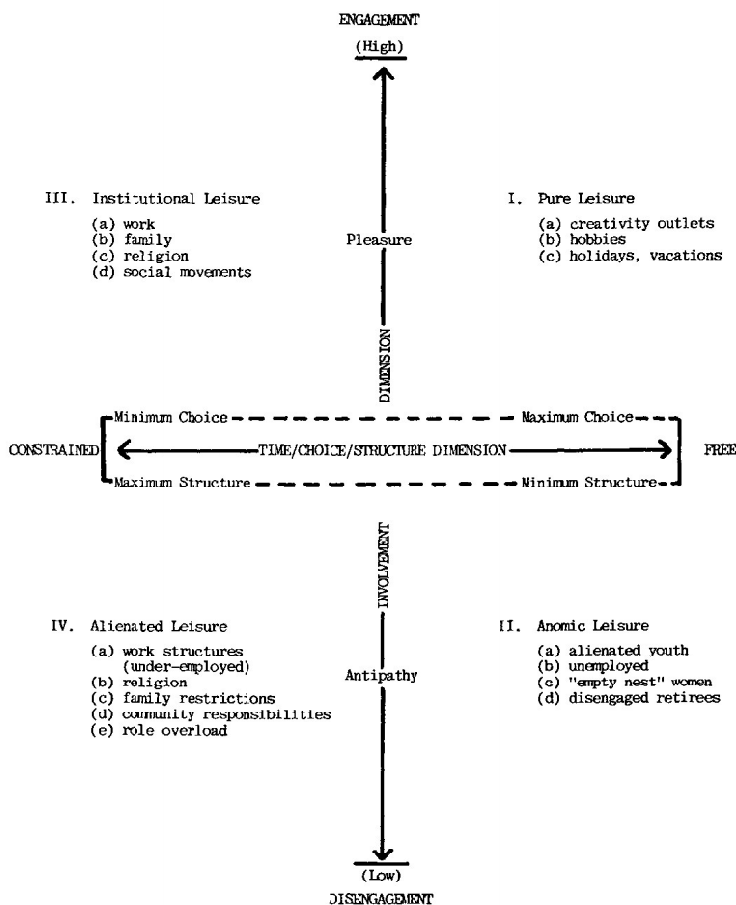 ENGAGEMENT
(High)
III. Institutional Leisure
(a) work
(b) family
(c) religion
(d) social movements
Pleasure
I. Pure Leisure
(a) creativity outlets
(b) hobbies
(c) holidays, vacations
DIMENSION
Minimum Choice
Maximum Choice
CONSTRAINED
TIME/CHOICE/STRUCTURE DIMENSION
FREE
Maximum Structure
Minimum Structure
INVOLVEMENT
IV. Alienated Leisure
(a) work structures
(under-employed)
(b) religion
(c) family restrictions
(d) community responsibilities
(e) role overload
Antipathy
II. Anomic Leisure
(a) alienated youth
(b) unemployed
(c) "empty nest" women
(d) disengaged retirees
(Low)
DISENGAGEMENT